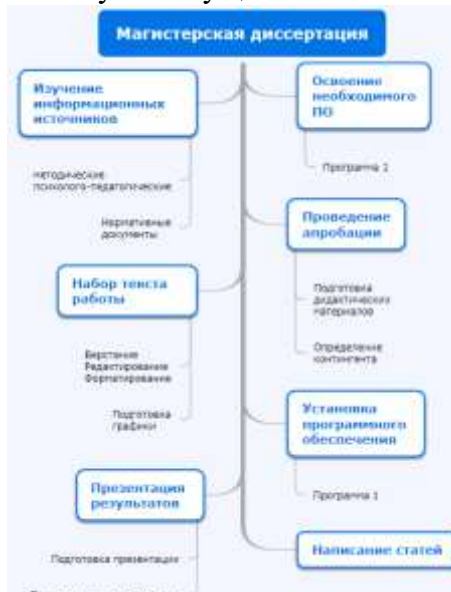 Магистерская диссертация
Изучение
информационных
источников
методические
психолого-педагогические
Нормативные
документы
Набор текста
работы
Верстание
Редактирование
Форматирование
Подготовка
графики
Презентация
результатов
Подготовка презентации
Освоение
необходимого
ПО
Программа 1
Проведение
апробации
Подготовка
дидактических
материалов
Определение
контингента
Установка
программного
обеспечения
Программа 1
Написание статей